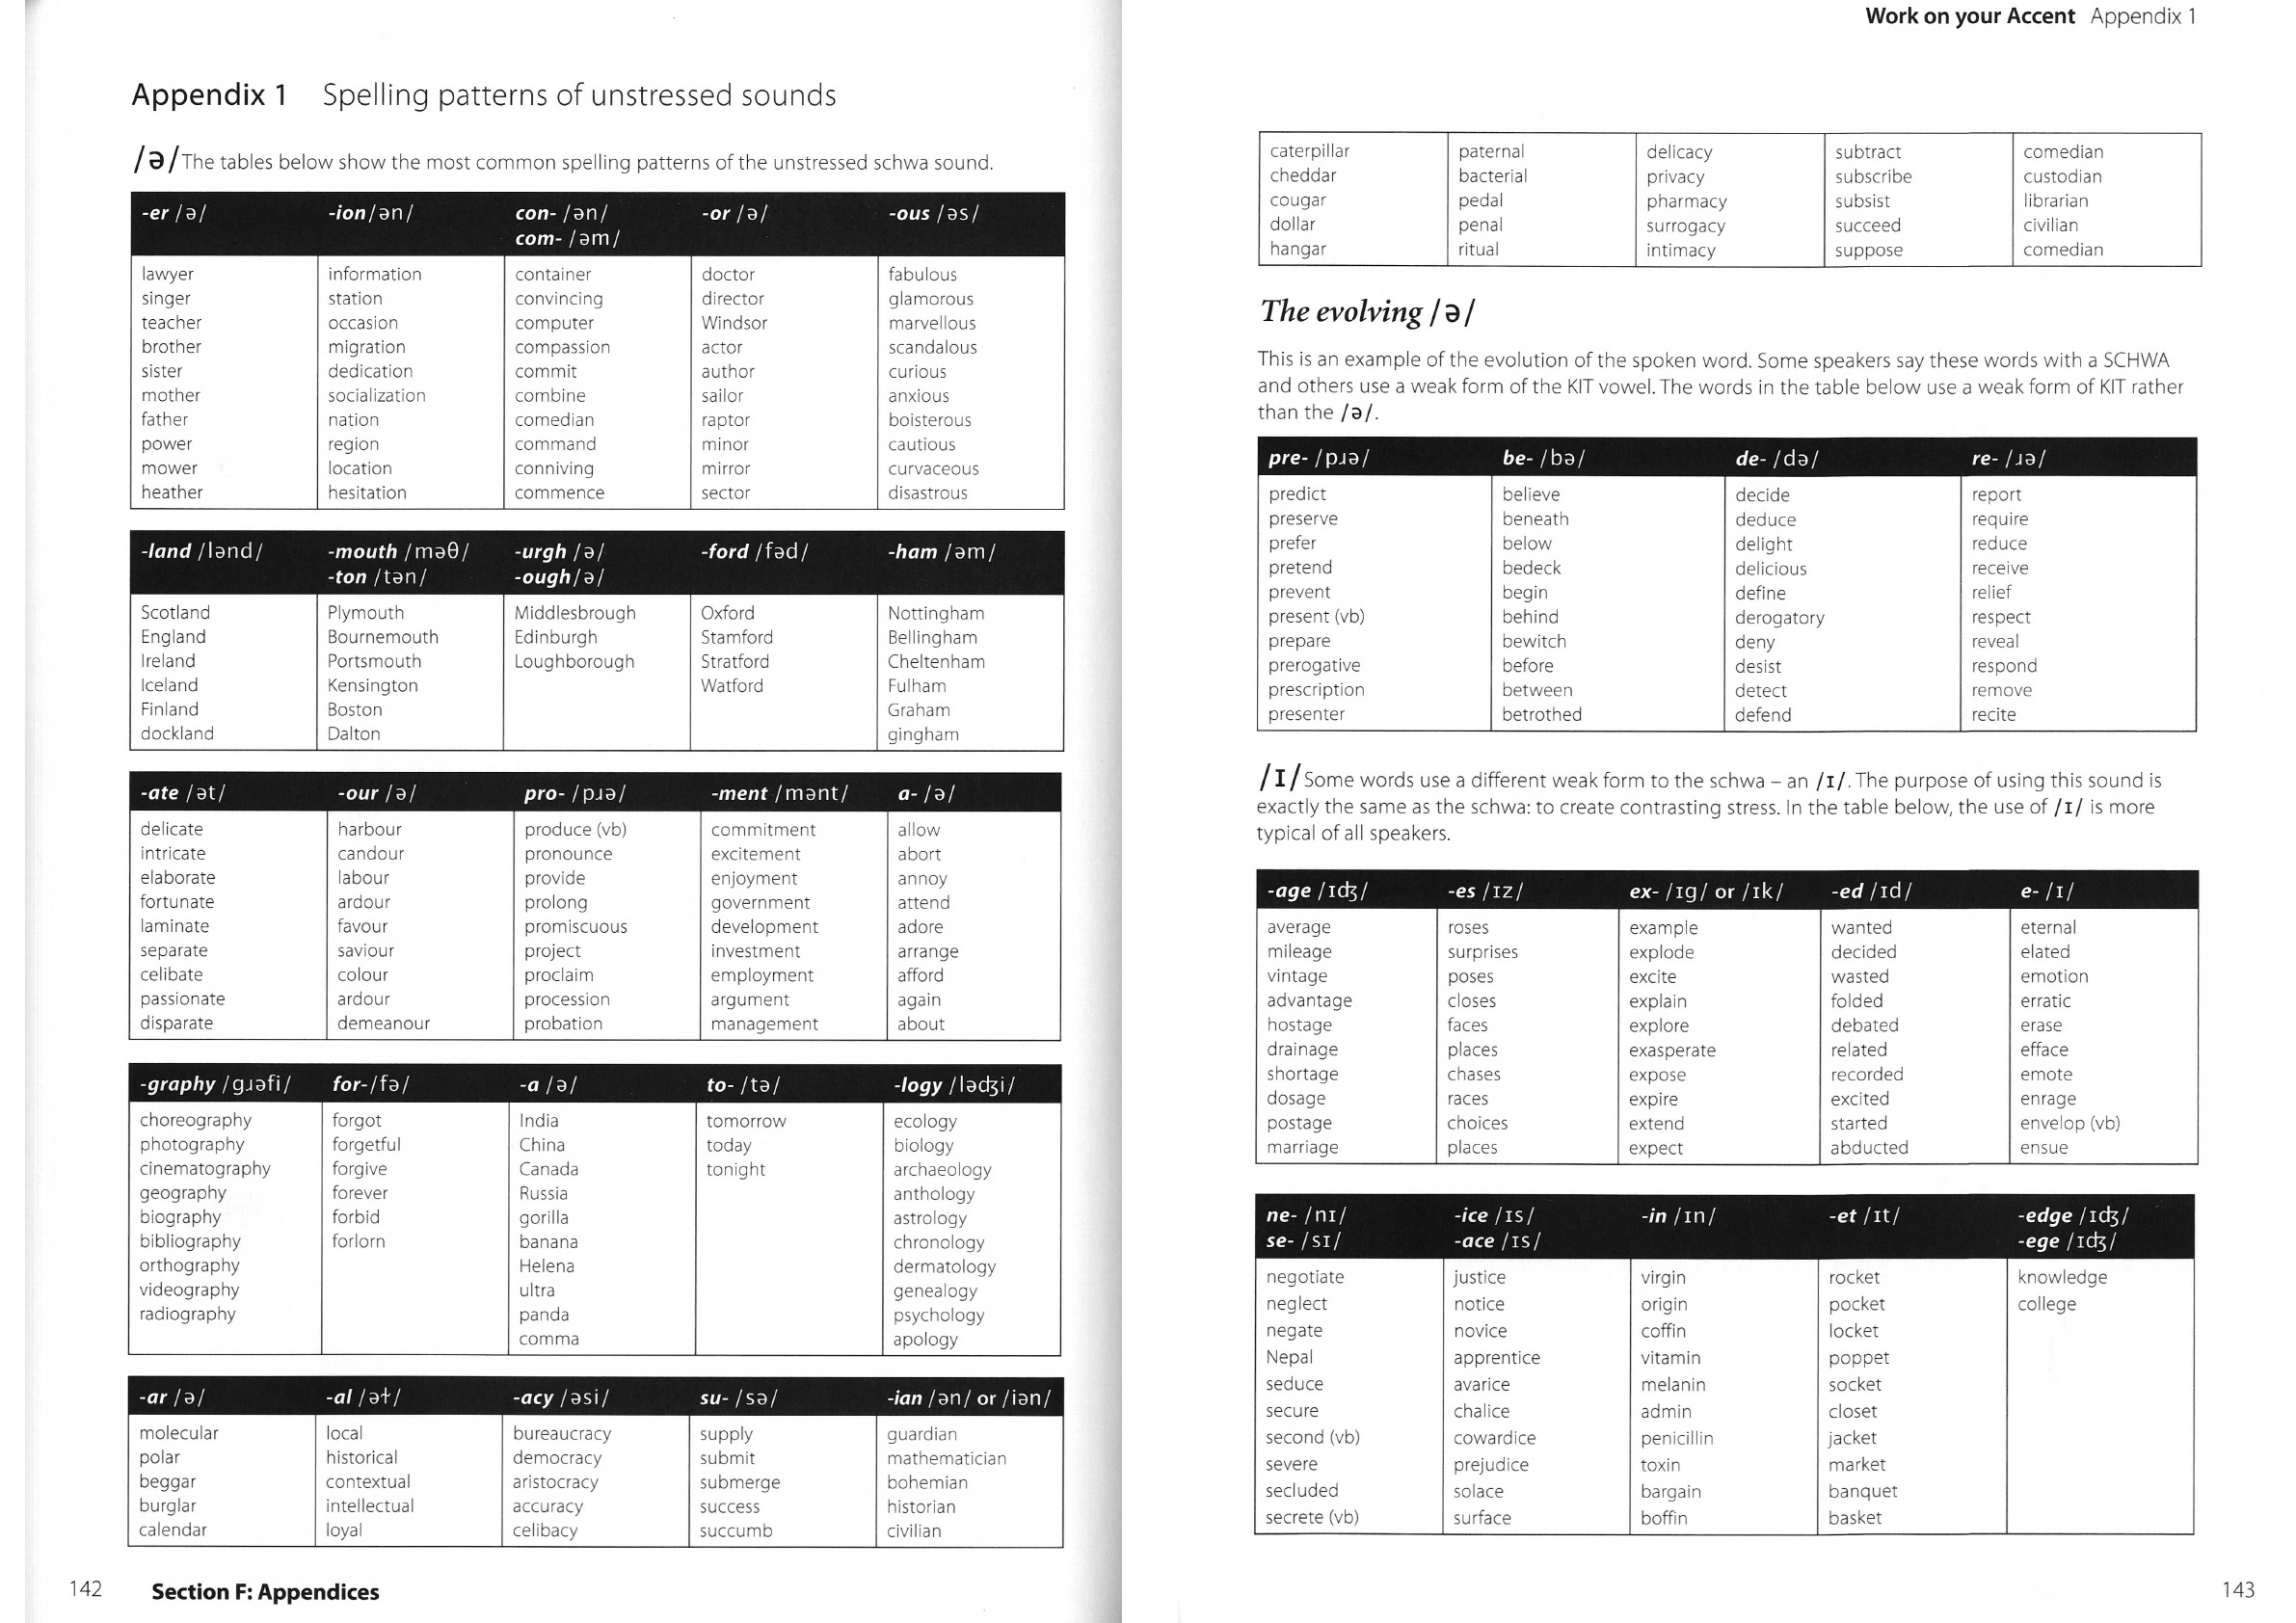 Appendix 1 Spelling patterns of unstressed sounds
/ə/ The tables below show the most common spelling patterns of the unstressed schwa sound.
-er /ə/ -ion/ən/ con- /ən/ -or /ə/ -ous /əs/
com- /əm/
lawyer information container doctor fabulous
singer station convincing director glamorous
teacher occasion computer Windsor marvellous
brother migration compassion actor scandalous
sister dedication commit author curious
mother socialization combine sailor anxious
father nation comedian raptor boisterous
power region command minor cautious
mower location conniving mirror curvaceous
heather hesitation commence sector disastrous
-land /lənd/ -mouth /məθ/ -urgh /ə/ -ford /fəd/ -ham /əm/
-ton /tən/ -ough/ə/
Scotland Plymouth Middlesbrough Oxford Nottingham
England Bournemouth Edinburgh Stamford Bellingham
Ireland Portsmouth Loughborough Stratford Cheltenham
Iceland Kensington Watford Fulham
Finland Boston Graham
dockland Dalton gingham
-ate /ət/ -our /ə/ pro- /pɹə/ -ment /mənt/ a- /ə/
delicate harbour produce (vb) commitment allow
intricate candour pronounce excitement abort
elaborate labour provide enjoyment annoy
fortunate ardour prolong government attend
laminate favour promiscuous development adore
separate saviour project investment arrange
celibate colour proclaim employment afford
passionate ardour procession argument again
disparate demeanour probation management about
-graphy /gɹəfi/ for-/fə/ -a /ə/ to- /tə/ -logy /ləʤi/
choreography forgot India tomorrow ecology
photography forgetful China today biology
cinematography forgive Canada tonight archaeology
geography forever Russia anthology
biography forbid gorilla astrology
bibliography forlorn banana chronology
orthography Helena dermatology
videography ultra genealogy
radiography panda psychology
comma apology
-ar /ə/ -al /əɫ/ -acy /əsi/ su- /sə/ -ian /ən/ or /iən/
molecular local bureaucracy supply guardian
polar historical democracy submit mathematician
beggar contextual aristocracy submerge bohemian
burglar intellectual accuracy success historian
calendar loyal celibacy succumb civilian
142 Section F: Appendices
Work on your Accent Appendix 1
caterpillar paternal delicacy subtract comedian
cheddar bacterial privacy subscribe custodian
cougar pedal pharmacy subsist librarian
dollar penal surrogacy succeed civilian
hangar ritual intimacy suppose comedian
The evolving /ə/
This is an example of the evolution of the spoken word. Some speakers say these words with a SCHWA
and others use a weak form of the KIT vowel. The words in the table below use a weak form of KIT rather
than the /ə/.
pre- /pɹə/ be- /bə/ de- /də/ re- /ɹə/
predict believe decide report
preserve beneath deduce require
prefer below delight reduce
pretend bedeck delicious receive
prevent begin define relief
present (vb) behind derogatory respect
prepare bewitch deny reveal
prerogative before desist respond
prescription between detect remove
presenter betrothed defend recite
/ɪ/ Some words use a different weak form to the schwa – an /ɪ/. The purpose of using this sound is
exactly the same as the schwa: to create contrasting stress. In the table below, the use of /ɪ/ is more
typical of all speakers.
-age /ɪʤ/ -es /ɪz/ ex- /ɪg/ or /ɪk/ -ed /ɪd/ e- /ɪ/
average roses example wanted eternal
mileage surprises explode decided elated
vintage poses excite wasted emotion
advantage closes explain folded erratic
hostage faces explore debated erase
drainage places exasperate related efface
shortage chases expose recorded emote
dosage races expire excited enrage
postage choices extend started envelop (vb)
marriage places expect abducted ensue
ne- /nɪ/ -ice /ɪs/ -in /ɪn/ -et /ɪt/ -edge /ɪʤ/
se- /sɪ/ -ace /ɪs/ -ege /ɪʤ/
negotiate justice virgin rocket knowledge
neglect notice origin pocket college
negate novice coffin locket
Nepal apprentice vitamin poppet
seduce avarice melanin socket
secure chalice admin closet
second (vb) cowardice penicillin jacket
severe prejudice toxin market
secluded solace bargain banquet
secrete (vb) surface boffin basket
143